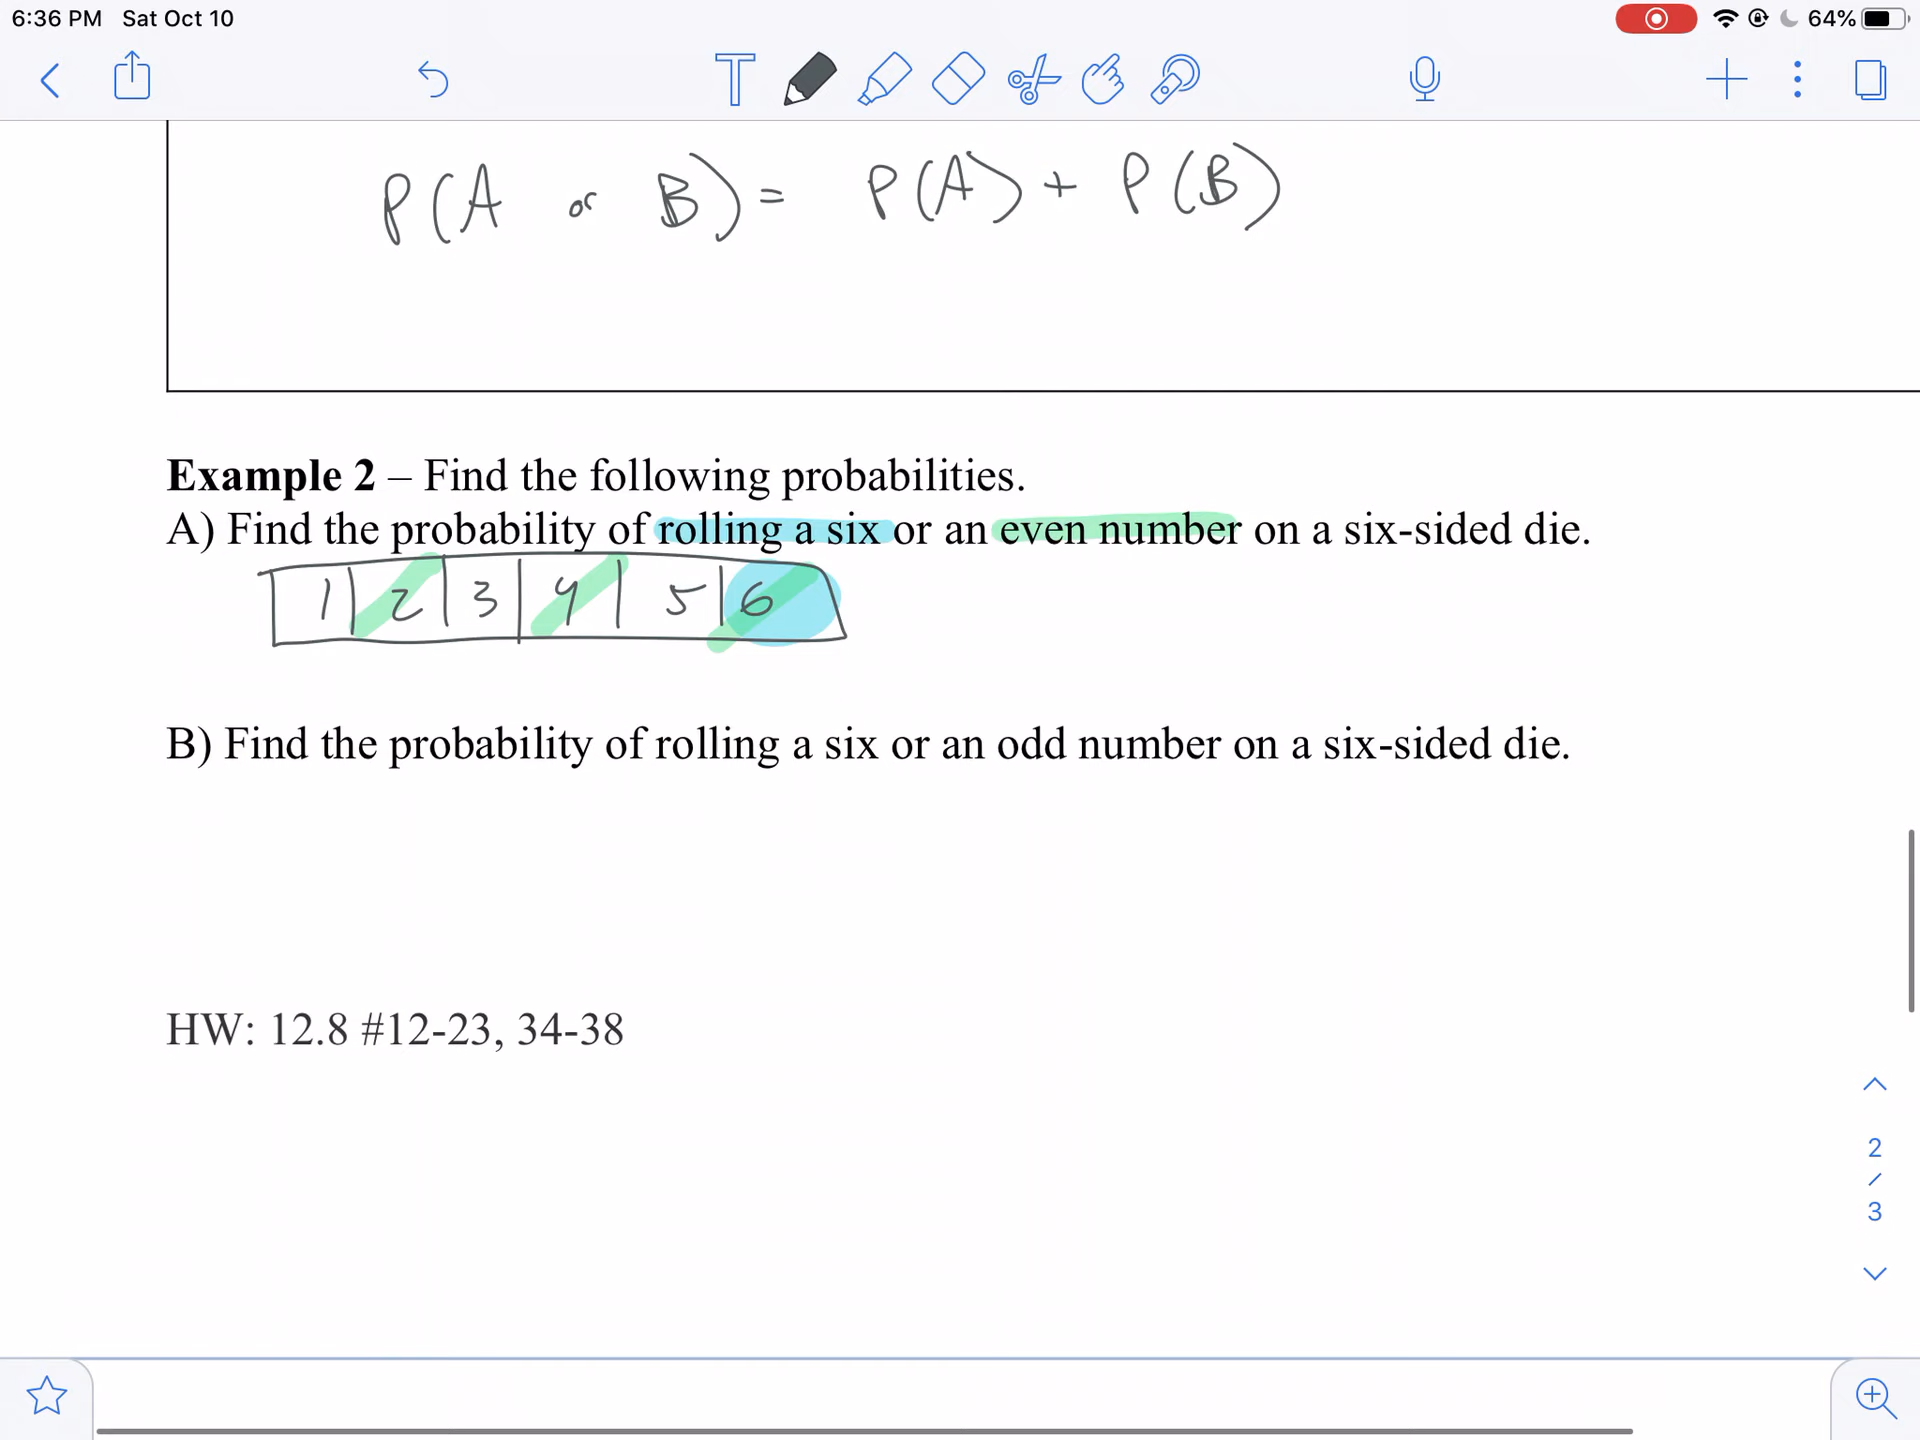 6:36 PM Sat Oct 10 64%
P(A or B) = P(A) + P(B)
Example 2 – Find the following probabilities.
A) Find the probability of rolling a six or an even number on a six-sided die.
1 | 2 | 3 | 4 | 5 | 6
B) Find the probability of rolling a six or an odd number on a six-sided die.
HW: 12.8 #12-23, 34-38
2
/
3